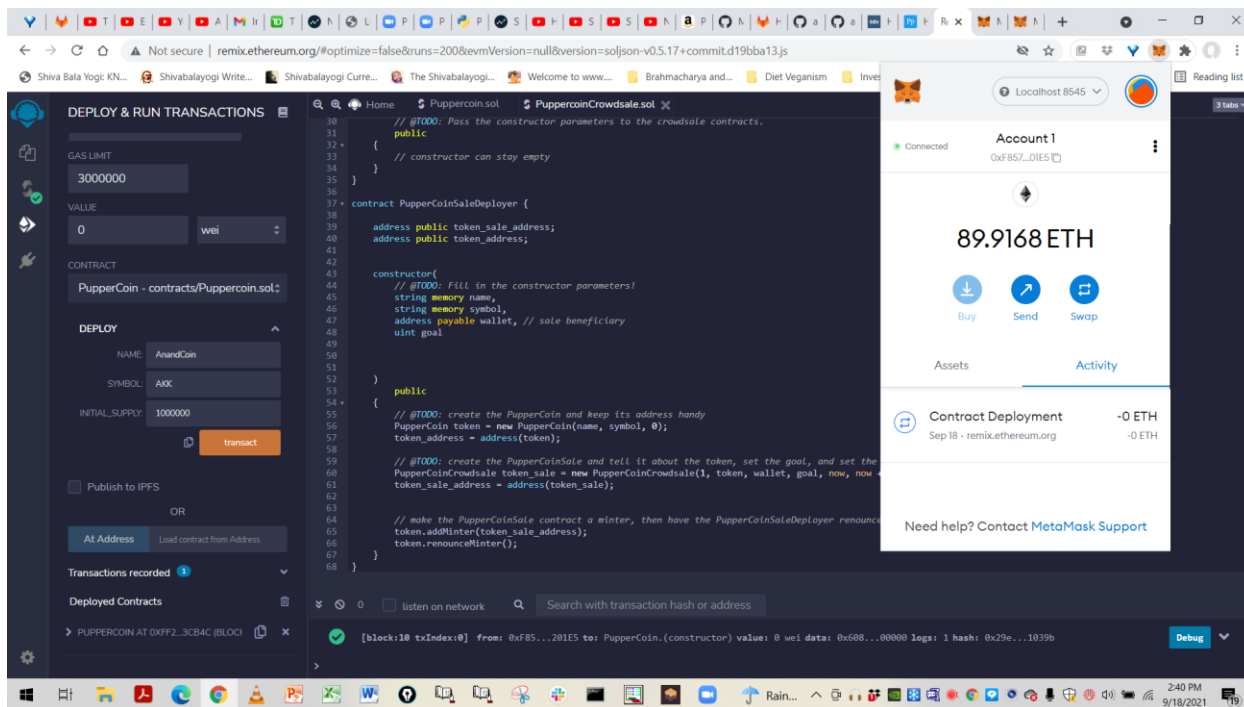 T
E
Y
A
Ir
T
N
L
P
P
P
S
H
S
S
N
P
N
H
a
a
H
H
R
N
N
Not secure | remix.ethereum.org/#optimize=false&runs=200&evmVersion=null&version=soljson-v0.5.17+commit.d19bba13.js
Shiva Bala Yogi: KN...
Shivabalayogi Write...
Shivabalayogi Curre...
The Shivabalayogi...
Welcome to www....
Brahmacharya and...
Diet Veganism
Inves
Reading list
DEPLOY & RUN TRANSACTIONS
GAS LIMIT
3000000
VALUE
0
wei
CONTRACT
PupperCoin - contracts/Puppercoin.sol
DEPLOY
NAME: AnandCoin
SYMBOL: AKK
INITIAL_SUPPLY: 1000000
transact
Publish to IPFS
OR
At Address
Load contract from Address
Transactions recorded 1
Deployed Contracts
PUPPERCOIN AT 0XFF2...3CB4C (BLOCI
Home
Puppercoin.sol
PuppercoinCrowdsale.sol
3 tabs
30 // @TODO: Pass the constructor parameters to the crowdsale contracts.
31 public
32 {
33 // constructor can stay empty
34 }
35 }
36
37 contract PupperCoinSaleDeployer {
38
39 address public token_sale_address;
40 address public token_address;
41
42
43 constructor(
44 // @TODO: Fill in the constructor parameters!
45 string memory name,
46 string memory symbol,
47 address payable wallet, // sale beneficiary
48 uint goal
49
50
51
52 )
53 public
54 {
55 // @TODO: create the PupperCoin and keep its address handy
56 PupperCoin token = new PupperCoin(name, symbol, 0);
57 token_address = address(token);
58
59 // @TODO: create the PupperCoinSale and tell it about the token, set the goal, and set the
60 PupperCoinCrowdsale token_sale = new PupperCoinCrowdsale(1, token, wallet, goal, now, now +
61 token_sale_address = address(token_sale);
62
63
64 // make the PupperCoinSale contract a minter, then have the PupperCoinSaleDeployer renounce
65 token.addMinter(token_sale_address);
66 token.renounceMinter();
67 }
68 }
0
listen on network
Search with transaction hash or address
[block:10 txIndex:0] from: 0xF85...201E5 to: PupperCoin.(constructor) value: 0 wei data: 0x608...00000 logs: 1 hash: 0x29e...1039b
Debug
>
Localhost 8545
Connected
Account 1
0xF857...01E5
89.9168 ETH
Buy
Send
Swap
Assets
Activity
Contract Deployment
-0 ETH
Sep 18 · remix.ethereum.org
-0 ETH
Need help? Contact MetaMask Support
Rain...
2:40 PM
9/18/2021
19